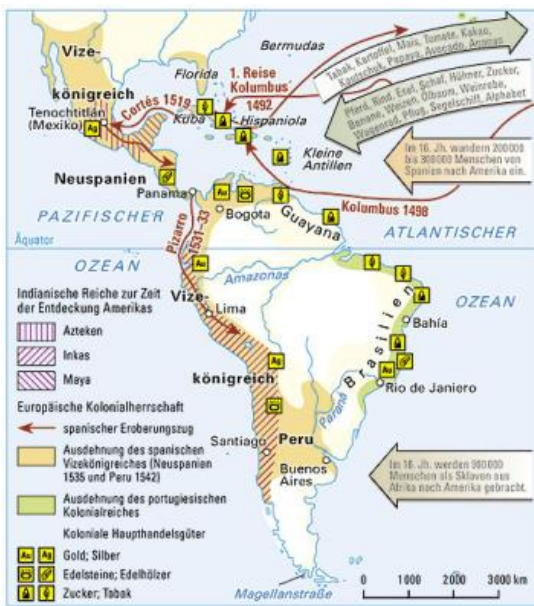 Bermudas
Florida
1. Reise
Kolumbus
1492
Tabak, Kartoffel, Mais, Tomate, Kakao,
Kautschuk, Papaya, Avocado, Ananas
Pferd, Rind, Esel, Schaf, Hühner, Zucker,
Banane, Weizen, Ölbaum, Weinrebe,
Wagenrad, Pflug, Segelschiff, Alphabet
Vize-
königreich
Cortés 1519
Tenochtitlán
(Mexiko)
Ag
Kuba
Hispaniola
Kleine
Antillen
Im 16. Jh. wandern 200000
bis 300000 Menschen von
Spanien nach Amerika ein.
Neuspanien
Panama
Au
Bogota
Guayana
Kolumbus 1498
PAZIFISCHER
ATLANTISCHER
Äquator
OZEAN
Pizarro
1531–33
Au
Amazonas
OZEAN
Indianische Reiche zur Zeit
der Entdeckung Amerikas
Azteken
Inkas
Maya
Vize-
Lima
königreich
Peru
Ag
Brasilien
Bahía
Au
Rio de Janiero
Paraná
Santiago
Buenos
Aires
Europäische Kolonialherrschaft
spanischer Eroberungszug
Ausdehnung des spanischen
Vizekönigreiches (Neuspanien
1535 und Peru 1542)
Ausdehnung des portugiesischen
Kolonialreiches
Koloniale Haupthandelsgüter
Au Ag Gold; Silber
Edelsteine; Edelhölzer
Zucker; Tabak
Im 16. Jh. werden 900000
Menschen als Sklaven aus
Afrika nach Amerika gebracht.
Magellanstraße
0 1000 2000 3000 km